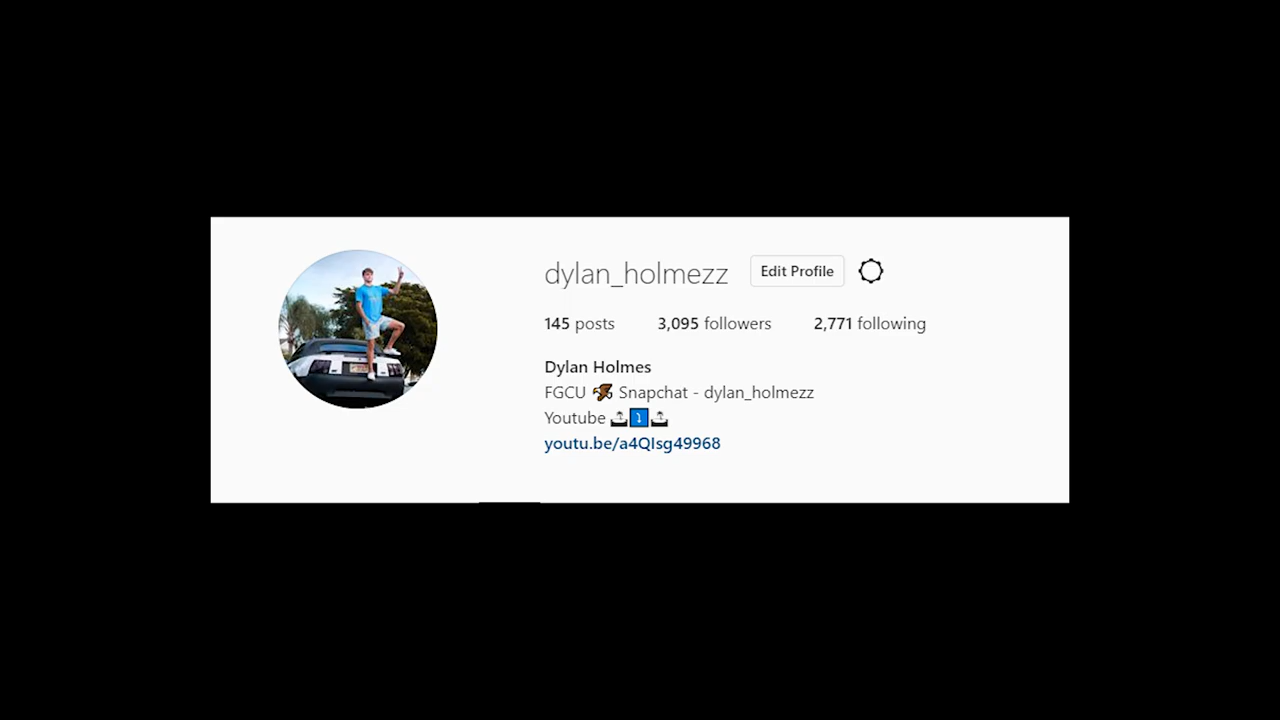 dylan_holmezz Edit Profile
145 posts 3,095 followers 2,771 following
Dylan Holmes
FGCU 🦅 Snapchat - dylan_holmezz
Youtube 📤⤵️📤
youtu.be/a4QIsg49968